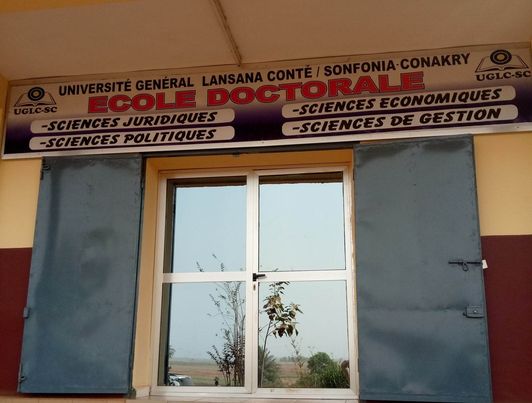 UNIVERSITÉ GÉNÉRAL LANSANA CONTÉ / SONFONIA-CONAKRY
ECOLE DOCTORALE
UGLC-SC
-SCIENCES JURIDIQUES
-SCIENCES POLITIQUES
-SCIENCES ECONOMIQUES
-SCIENCES DE GESTION
UGLC-SC